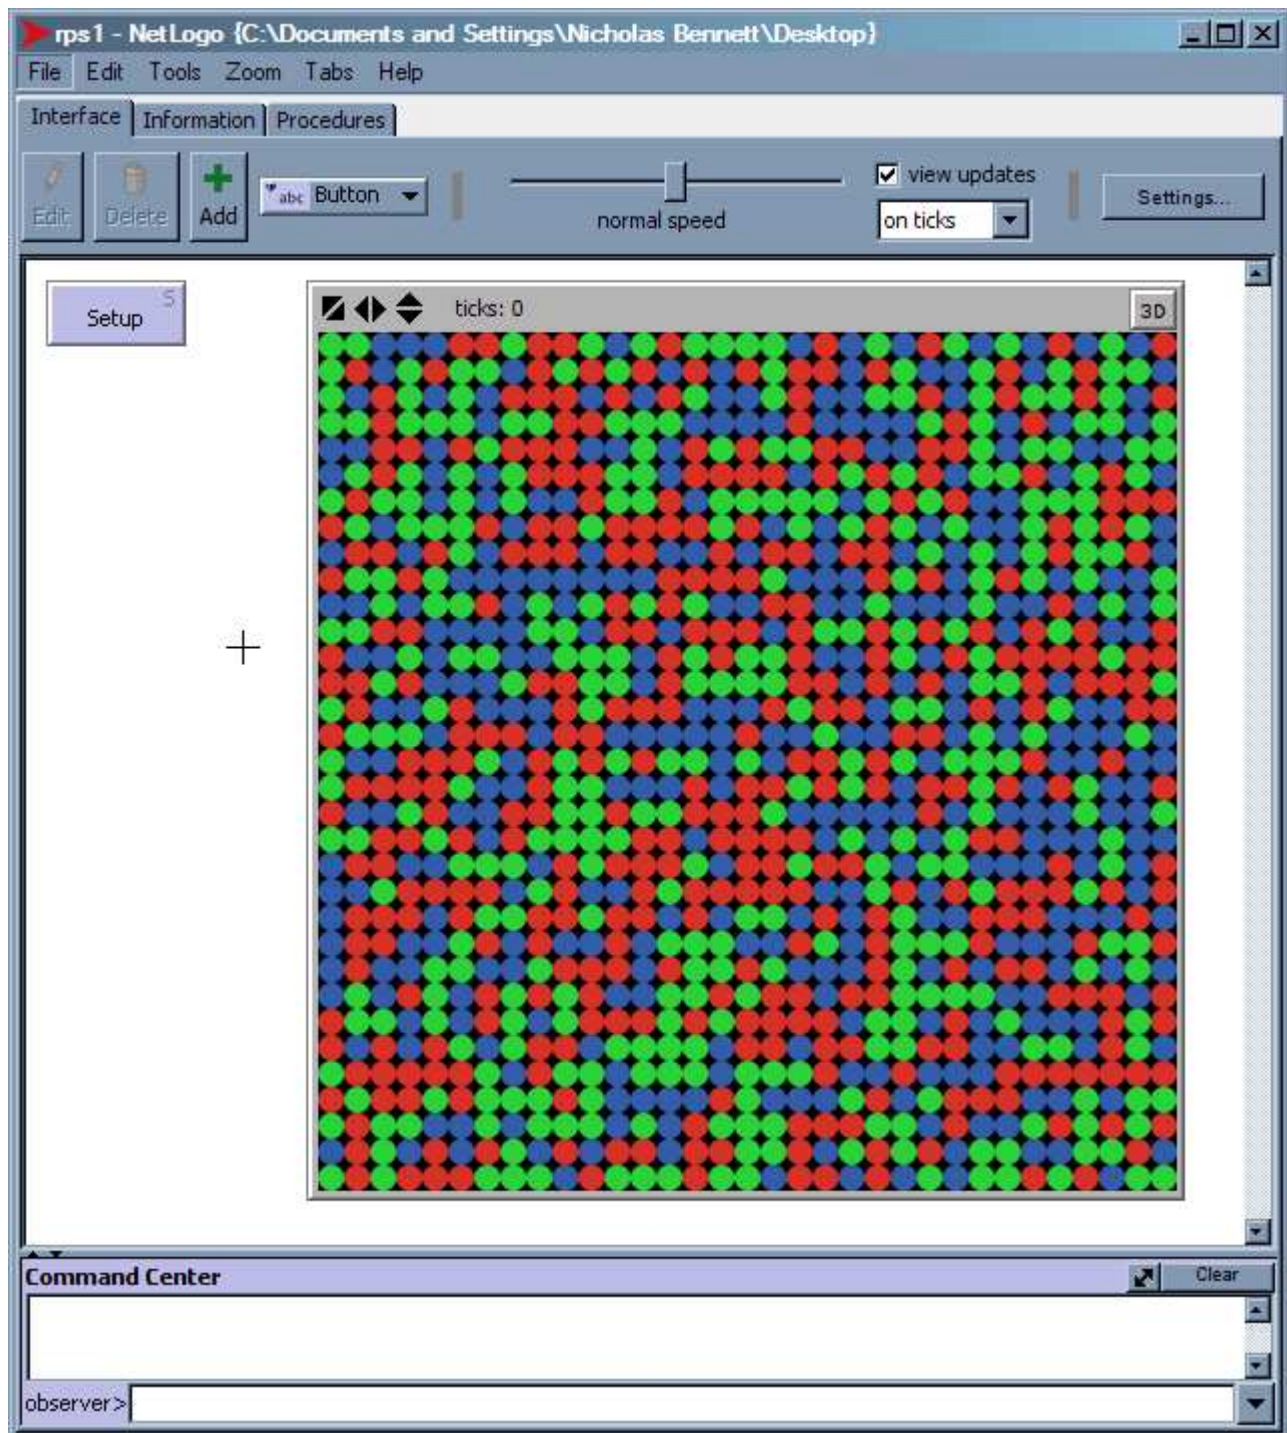 rps1 - NetLogo {C:\Documents and Settings\Nicholas Bennett\Desktop}
File Edit Tools Zoom Tabs Help
Interface Information Procedures
Edit Delete Add abc Button normal speed view updates on ticks Settings...
Setup S
ticks: 0 3D
Command Center Clear
observer>